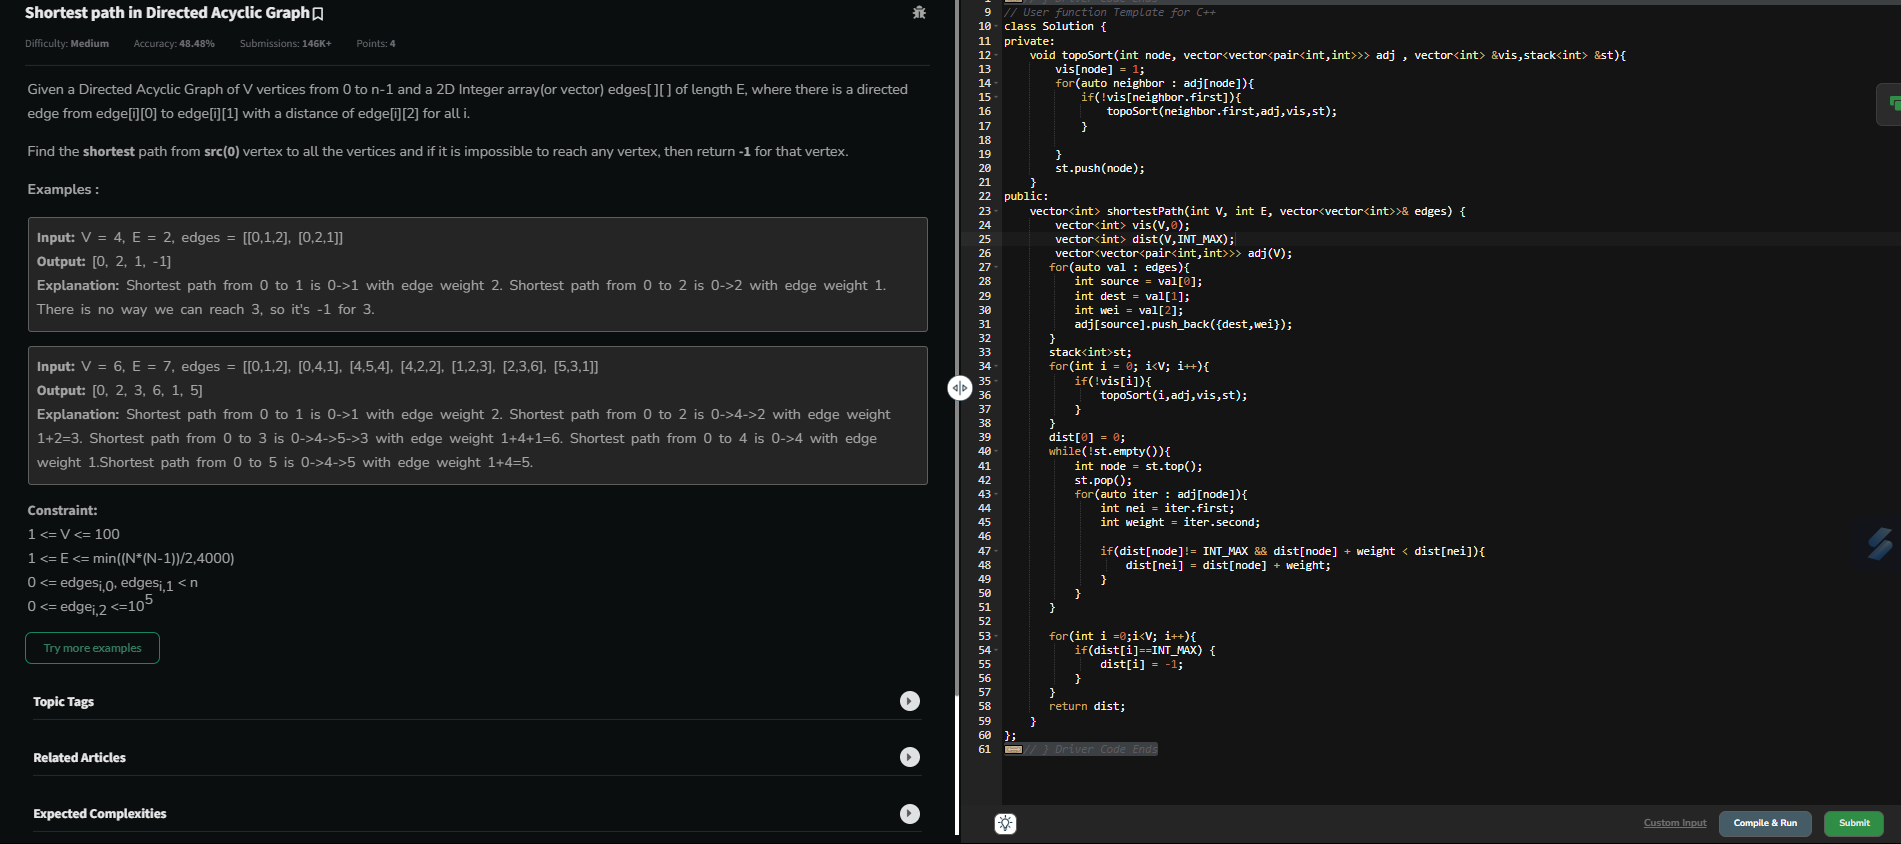 Shortest path in Directed Acyclic Graph
Difficulty: Medium Accuracy: 48.48% Submissions: 146K+ Points: 4
Given a Directed Acyclic Graph of V vertices from 0 to n-1 and a 2D Integer array(or vector) edges[ ][ ] of length E, where there is a directed
edge from edge[i][0] to edge[i][1] with a distance of edge[i][2] for all i.
Find the shortest path from src(0) vertex to all the vertices and if it is impossible to reach any vertex, then return -1 for that vertex.
Examples :
Input: V = 4, E = 2, edges = [[0,1,2], [0,2,1]]
Output: [0, 2, 1, -1]
Explanation: Shortest path from 0 to 1 is 0->1 with edge weight 2. Shortest path from 0 to 2 is 0->2 with edge weight 1.
There is no way we can reach 3, so it's -1 for 3.
Input: V = 6, E = 7, edges = [[0,1,2], [0,4,1], [4,5,4], [4,2,2], [1,2,3], [2,3,6], [5,3,1]]
Output: [0, 2, 3, 6, 1, 5]
Explanation: Shortest path from 0 to 1 is 0->1 with edge weight 2. Shortest path from 0 to 2 is 0->4->2 with edge weight
1+2=3. Shortest path from 0 to 3 is 0->4->5->3 with edge weight 1+4+1=6. Shortest path from 0 to 4 is 0->4 with edge
weight 1.Shortest path from 0 to 5 is 0->4->5 with edge weight 1+4=5.
Constraint:
1 <= V <= 100
1 <= E <= min((N*(N-1))/2,4000)
0 <= edgesi,0, edgesi,1 < n
0 <= edgei,2 <=10^5
Try more examples
Topic Tags
Related Articles
Expected Complexities
9 // User function Template for C++
10 class Solution {
11 private:
12 void topoSort(int node, vector<vector<pair<int,int>>> adj , vector<int> &vis,stack<int> &st){
13 vis[node] = 1;
14 for(auto neighbor : adj[node]){
15 if(!vis[neighbor.first]){
16 topoSort(neighbor.first,adj,vis,st);
17 }
18
19 }
20 st.push(node);
21 }
22 public:
23 vector<int> shortestPath(int V, int E, vector<vector<int>>& edges) {
24 vector<int> vis(V,0);
25 vector<int> dist(V,INT_MAX);
26 vector<vector<pair<int,int>>> adj(V);
27 for(auto val : edges){
28 int source = val[0];
29 int dest = val[1];
30 int wei = val[2];
31 adj[source].push_back({dest,wei});
32 }
33 stack<int>st;
34 for(int i = 0; i<V; i++){
35 if(!vis[i]){
36 topoSort(i,adj,vis,st);
37 }
38 }
39 dist[0] = 0;
40 while(!st.empty()){
41 int node = st.top();
42 st.pop();
43 for(auto iter : adj[node]){
44 int nei = iter.first;
45 int weight = iter.second;
46
47 if(dist[node]!= INT_MAX && dist[node] + weight < dist[nei]){
48 dist[nei] = dist[node] + weight;
49 }
50 }
51 }
52
53 for(int i =0;i<V; i++){
54 if(dist[i]==INT_MAX) {
55 dist[i] = -1;
56 }
57 }
58 return dist;
59 }
60 };
61 // } Driver Code Ends
Custom Input Compile & Run Submit